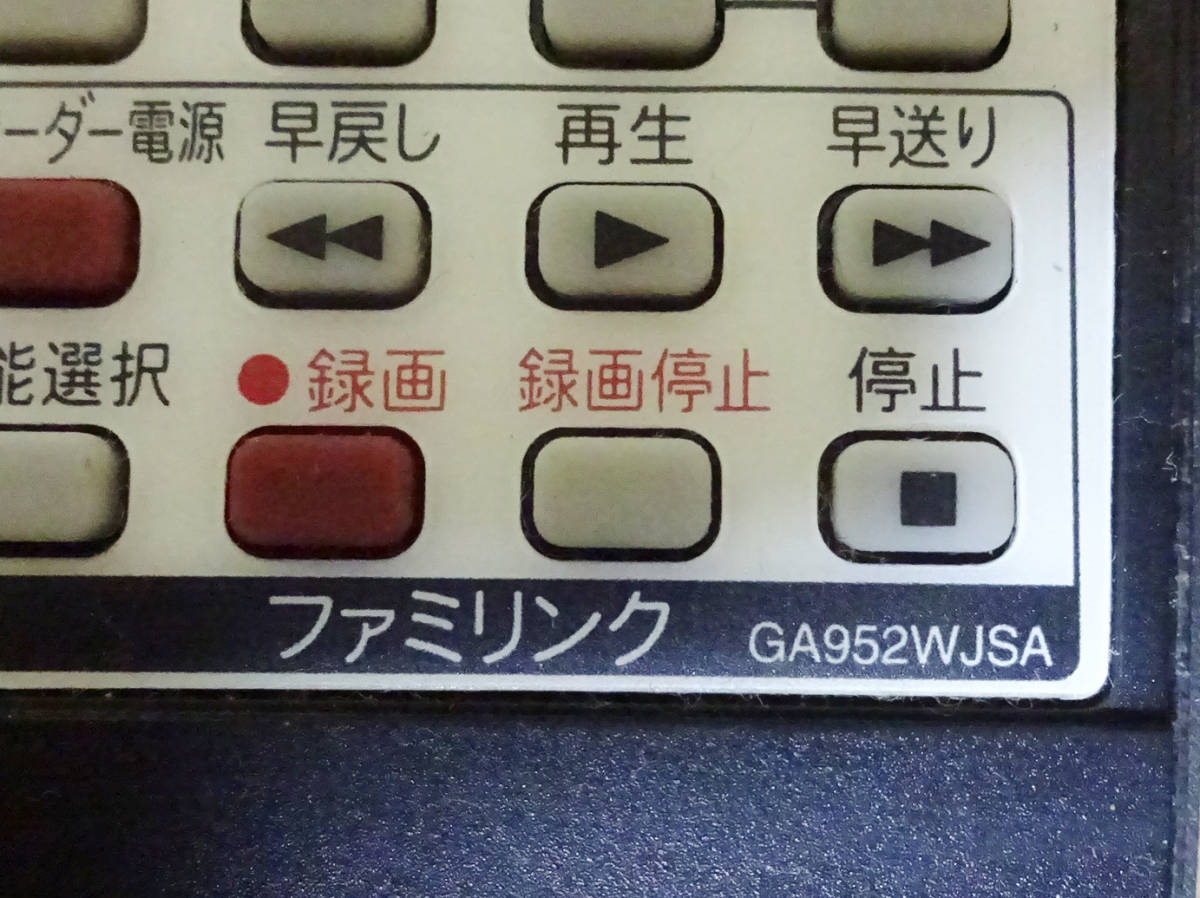 ーダー電源 早戻し 再生 早送り
能選択 ●録画 録画停止 停止
ファミリンク GA952WJSA